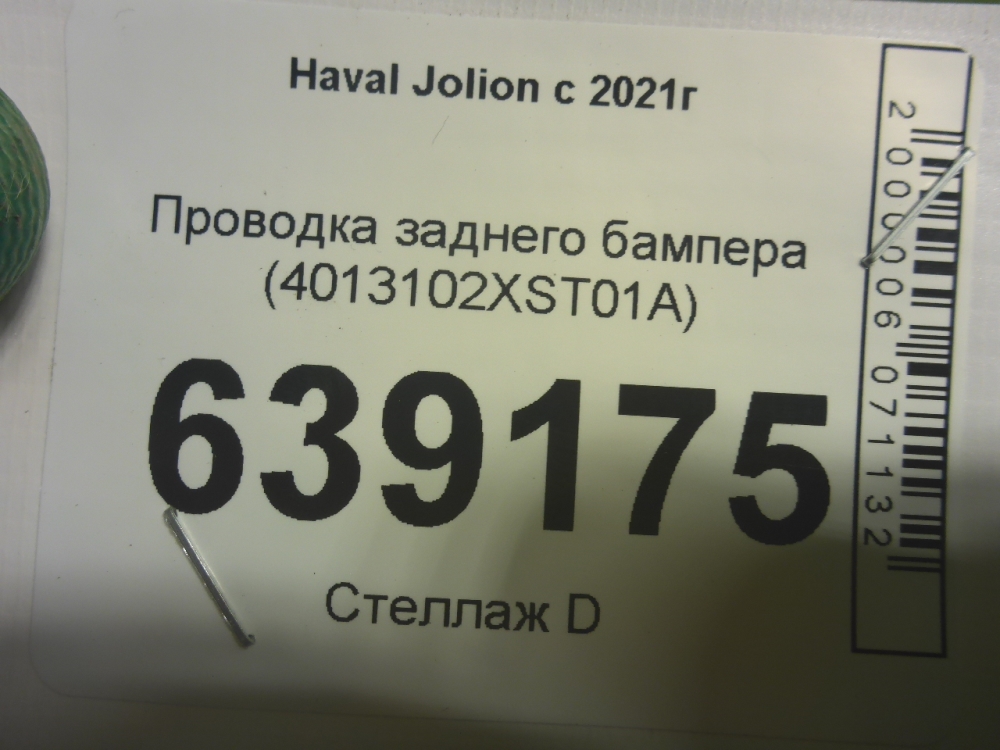 Haval Jolion с 2021г
Проводка заднего бампера
(4013102XST01A)
639175
Стеллаж D
2000006071132